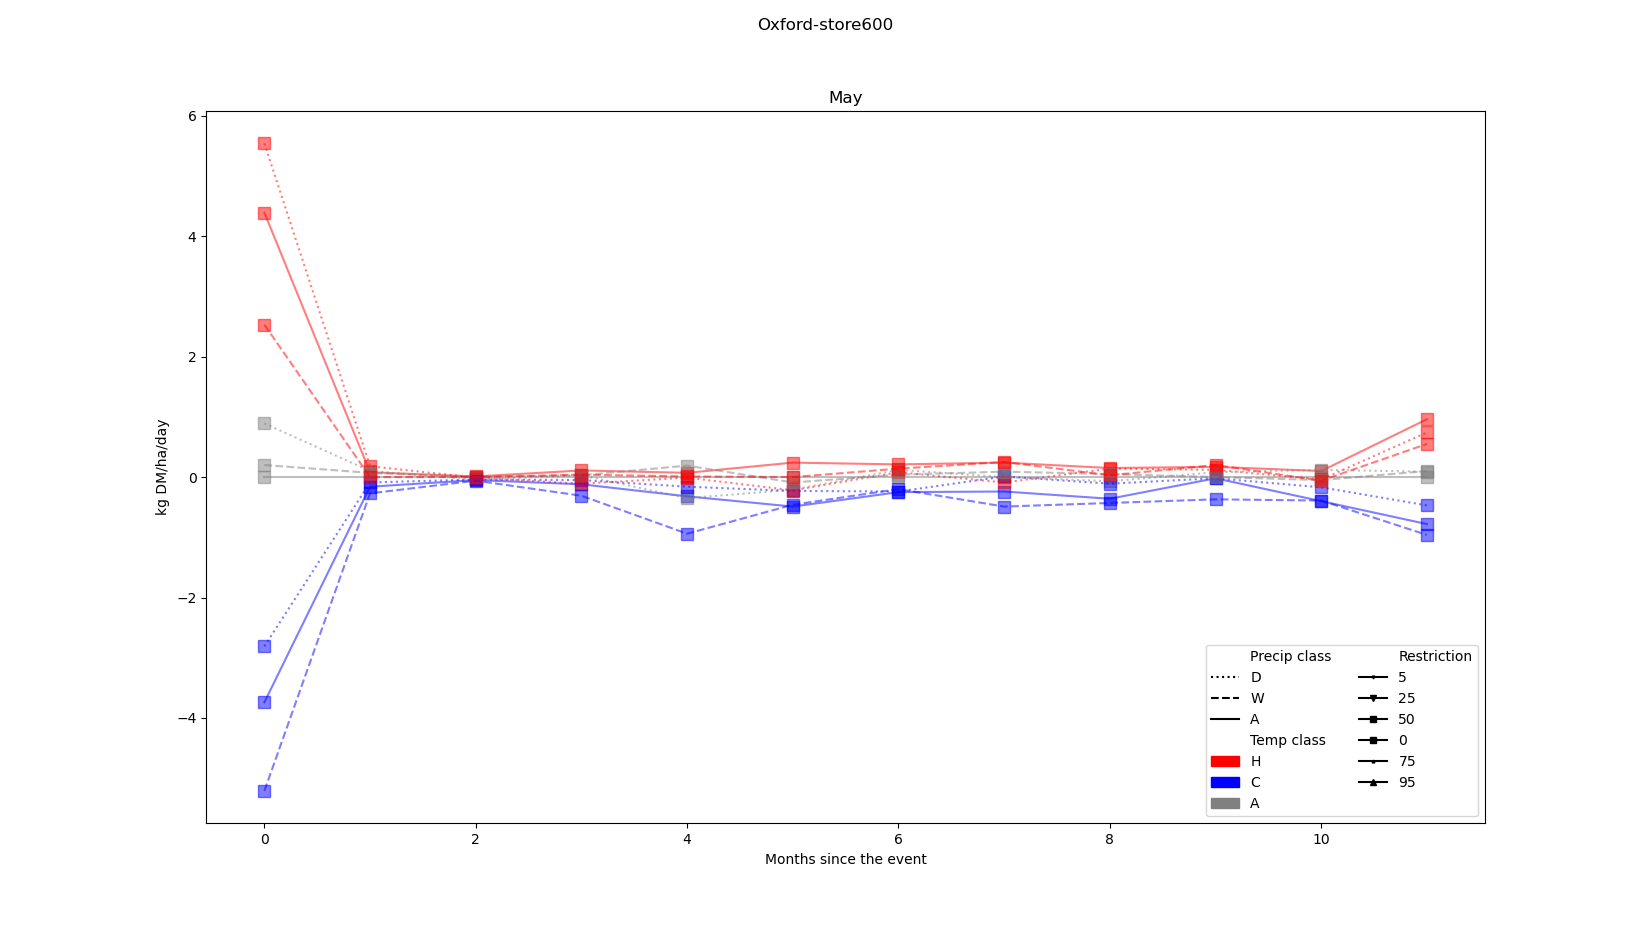 Oxford-store600
May
6
4
2
0
−2
−4
kg DM/ha/day
0 2 4 6 8 10
Months since the event
Precip class
D
W
A
Temp class
H
C
A
Restriction
5
25
50
0
75
95